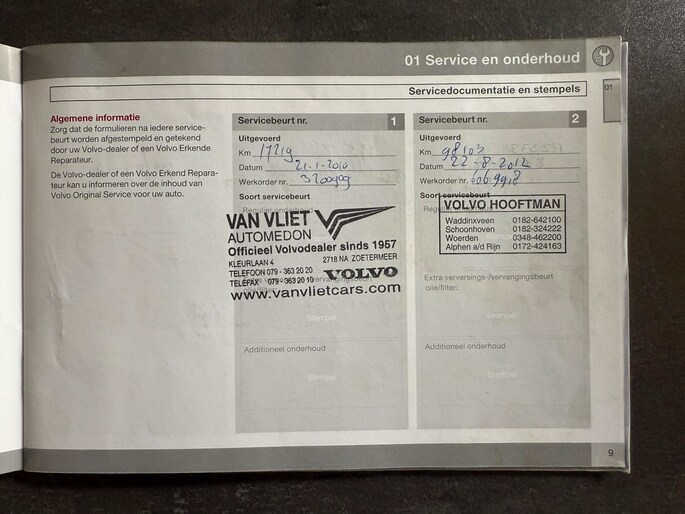 01 Service en onderhoud
Servicedocumentatie en stempels
01
Algemene informatie
Zorg dat de formulieren na iedere service-
beurt worden afgestempeld en getekend
door uw Volvo-dealer of een Volvo Erkende
Reparateur.
De Volvo-dealer of een Volvo Erkend Repara-
teur kan u informeren over de inhoud van
Volvo Original Service voor uw auto.
Servicebeurt nr. 1
Uitgevoerd
Km 17219
Datum 21-1-2010
Werkorder nr. 3200909
Soort servicebeurt
Regulier onderhoud
VAN VLIET
AUTOMEDON
Officieel Volvodealer sinds 1957
KLEURLAAN 4 2718 NA ZOETERMEER
TELEFOON 079 - 363 20 20
TELEFAX 079 - 363 20 10 VOLVO
www.vanvlietcars.com
Stempel
Additioneel onderhoud
Stempel
Servicebeurt nr. 2
Uitgevoerd
Km 98103
Datum 22-8-2012
Werkorder nr. 6069918
Soort servicebeurt
VOLVO HOOFTMAN
Waddinxveen 0182-642100
Schoonhoven 0182-324222
Woerden 0348-462200
Alphen a/d Rijn 0172-424163
Extra verversings-/vervangingsbeurt
olie/filter:
Stempel
Additioneel onderhoud
Stempel
9